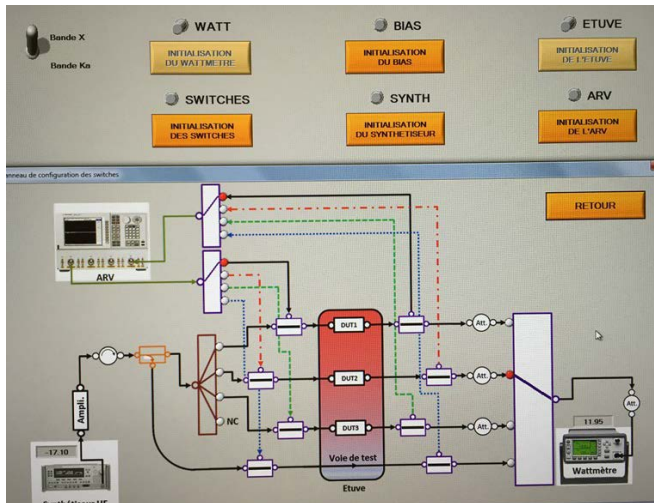 Bande X
Bande Ka
WATT
BIAS
ETUVE
INITIALISATION
DU WATTMETRE
INITIALISATION
DU BIAS
INITIALISATION
DE L'ETUVE
SWITCHES
SYNTH
ARV
INITIALISATION
DES SWITCHES
INITIALISATION
DU SYNTHETISEUR
INITIALISATION
DE L'ARV
anneau de configuration des switches
RETOUR
ARV
DUT1
Att.
DUT2
Att.
Ampli.
NC
DUT3
Att.
Att.
-17.10
11.95
Voie de test
Wattmètre
Etuve